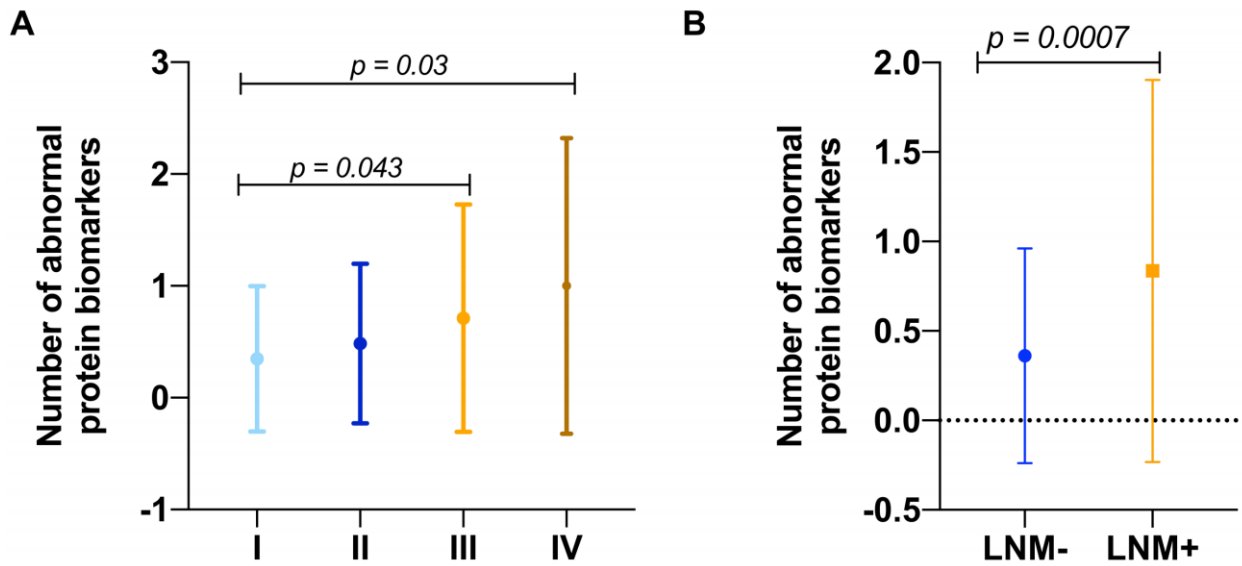 A
Number of abnormal
protein biomarkers
3
2
1
0
-1
p = 0.03
p = 0.043
I
II
III
IV
B
Number of abnormal
protein biomarkers
2.0
1.5
1.0
0.5
0.0
-0.5
p = 0.0007
LNM-
LNM+